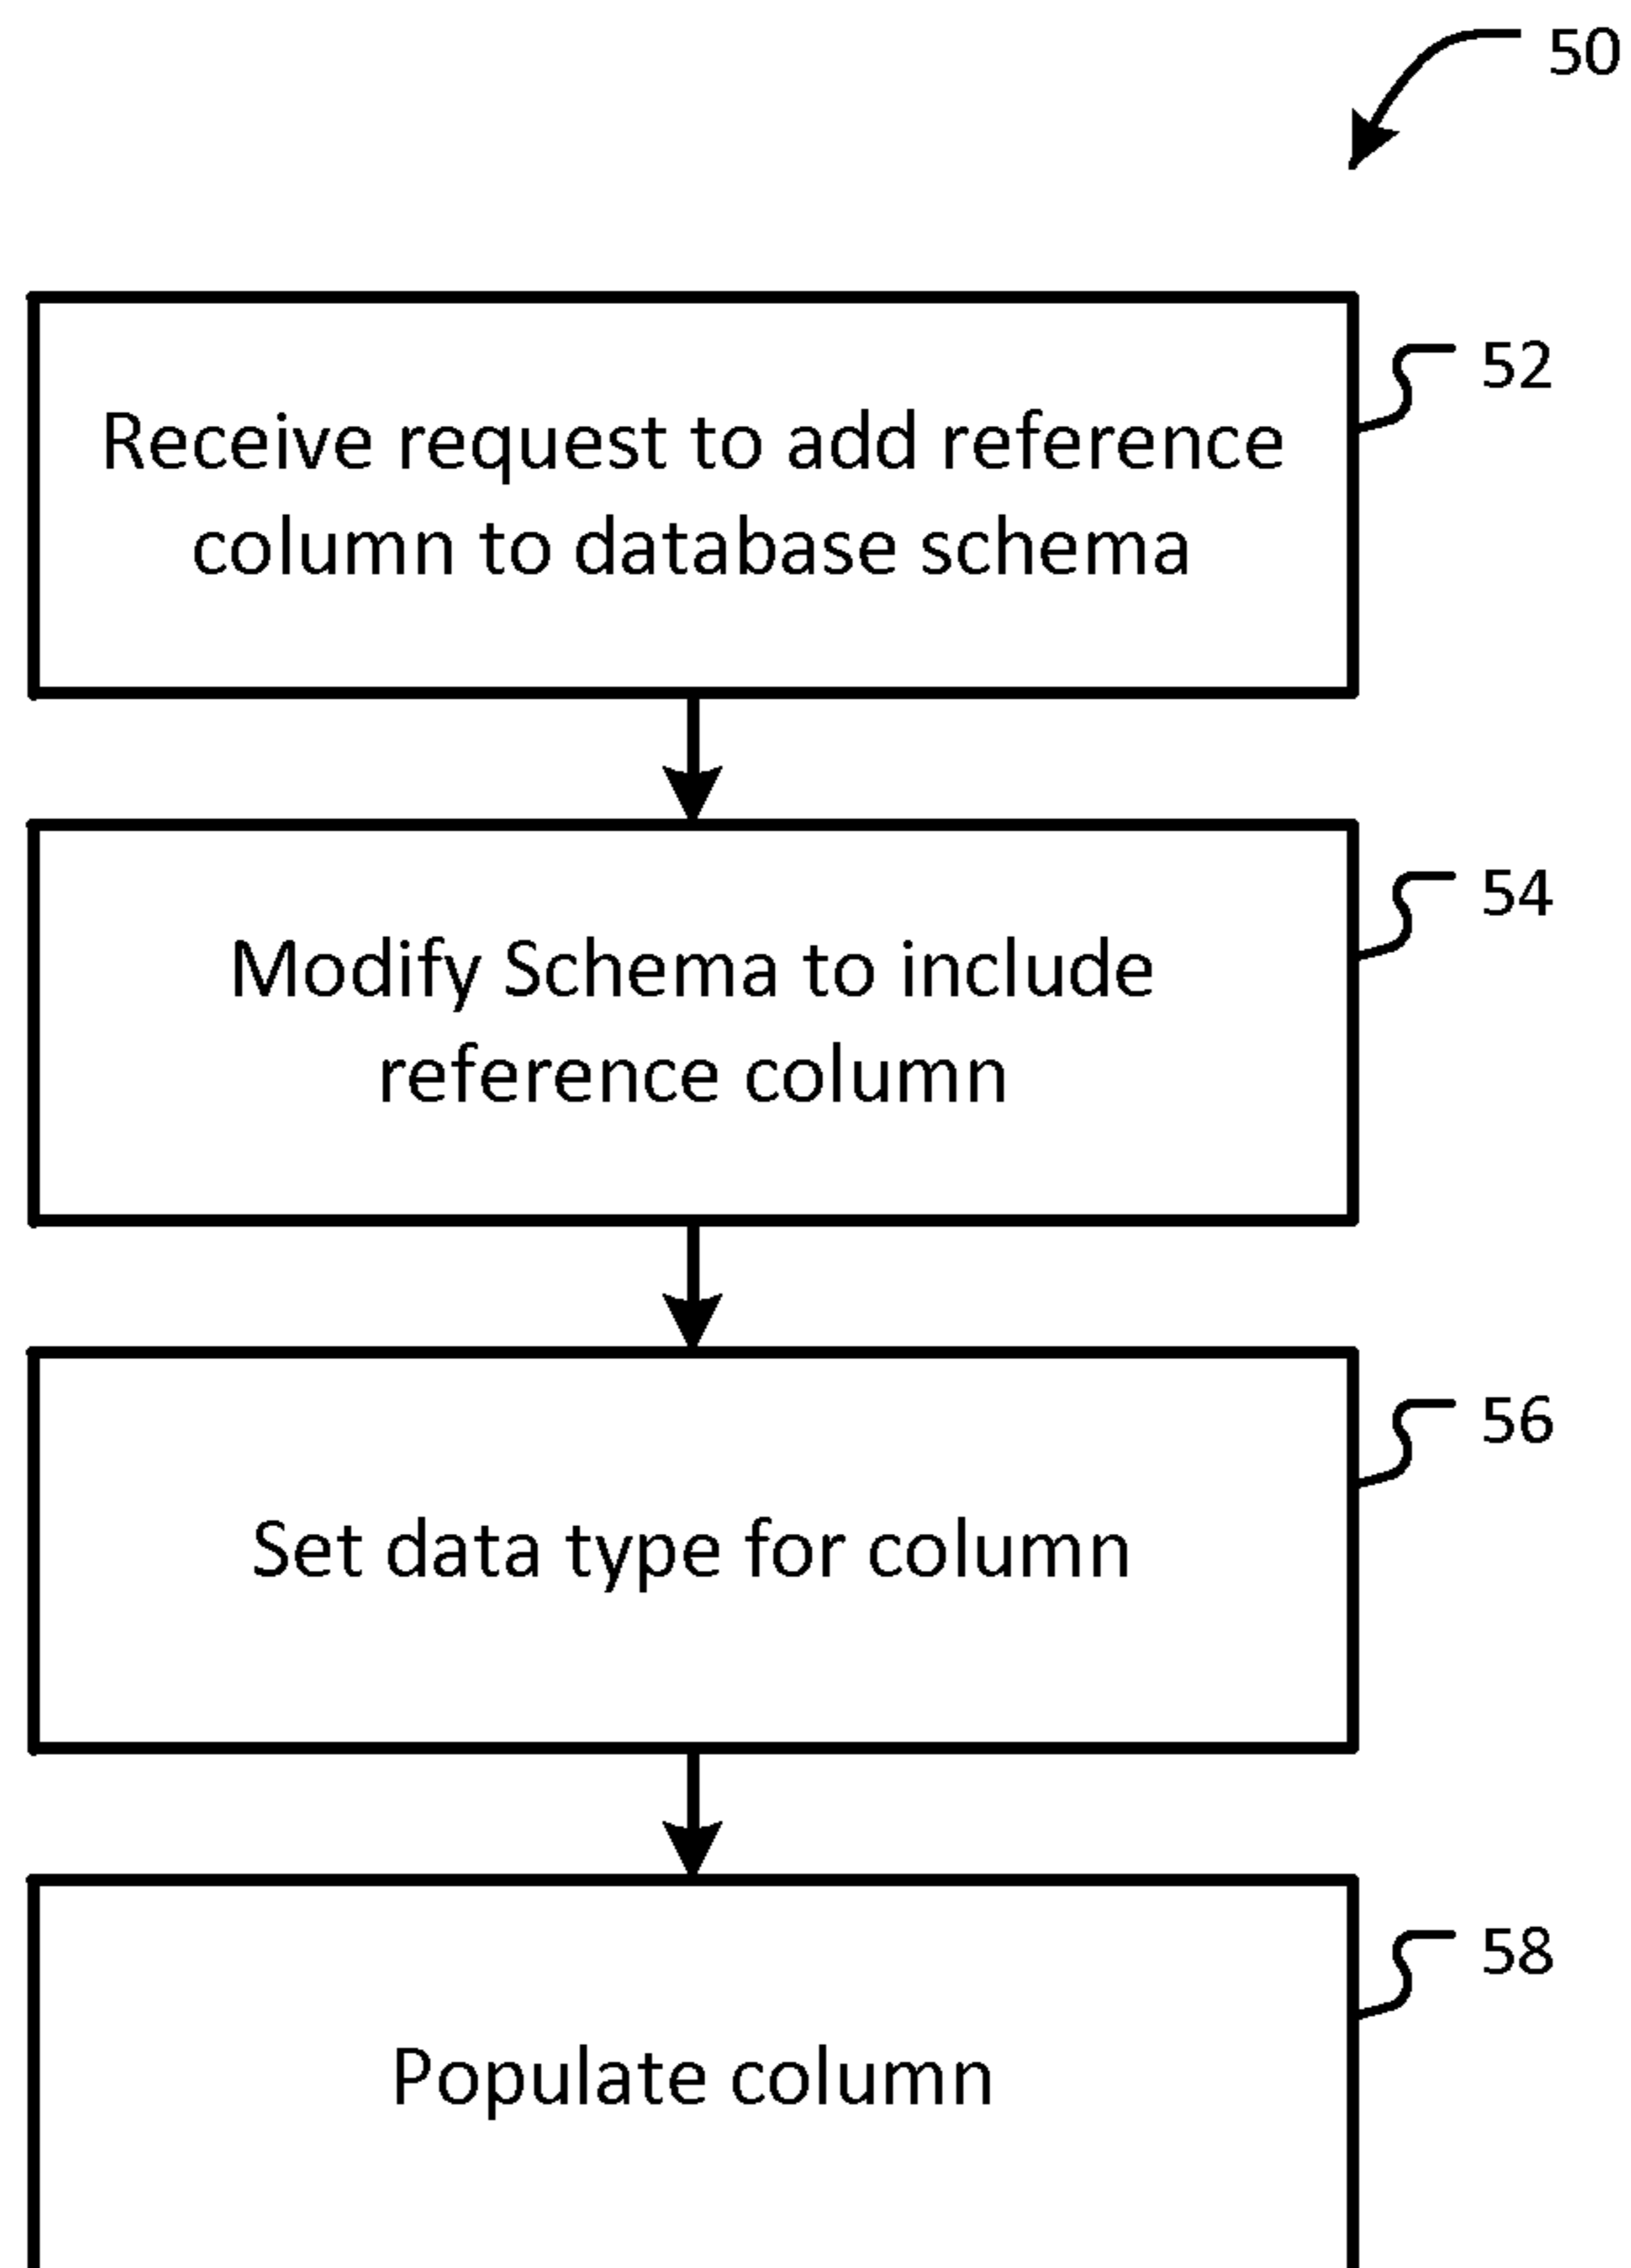 50
Receive request to add reference
column to database schema
52
Modify Schema to include
reference column
54
Set data type for column
56
Populate column
58